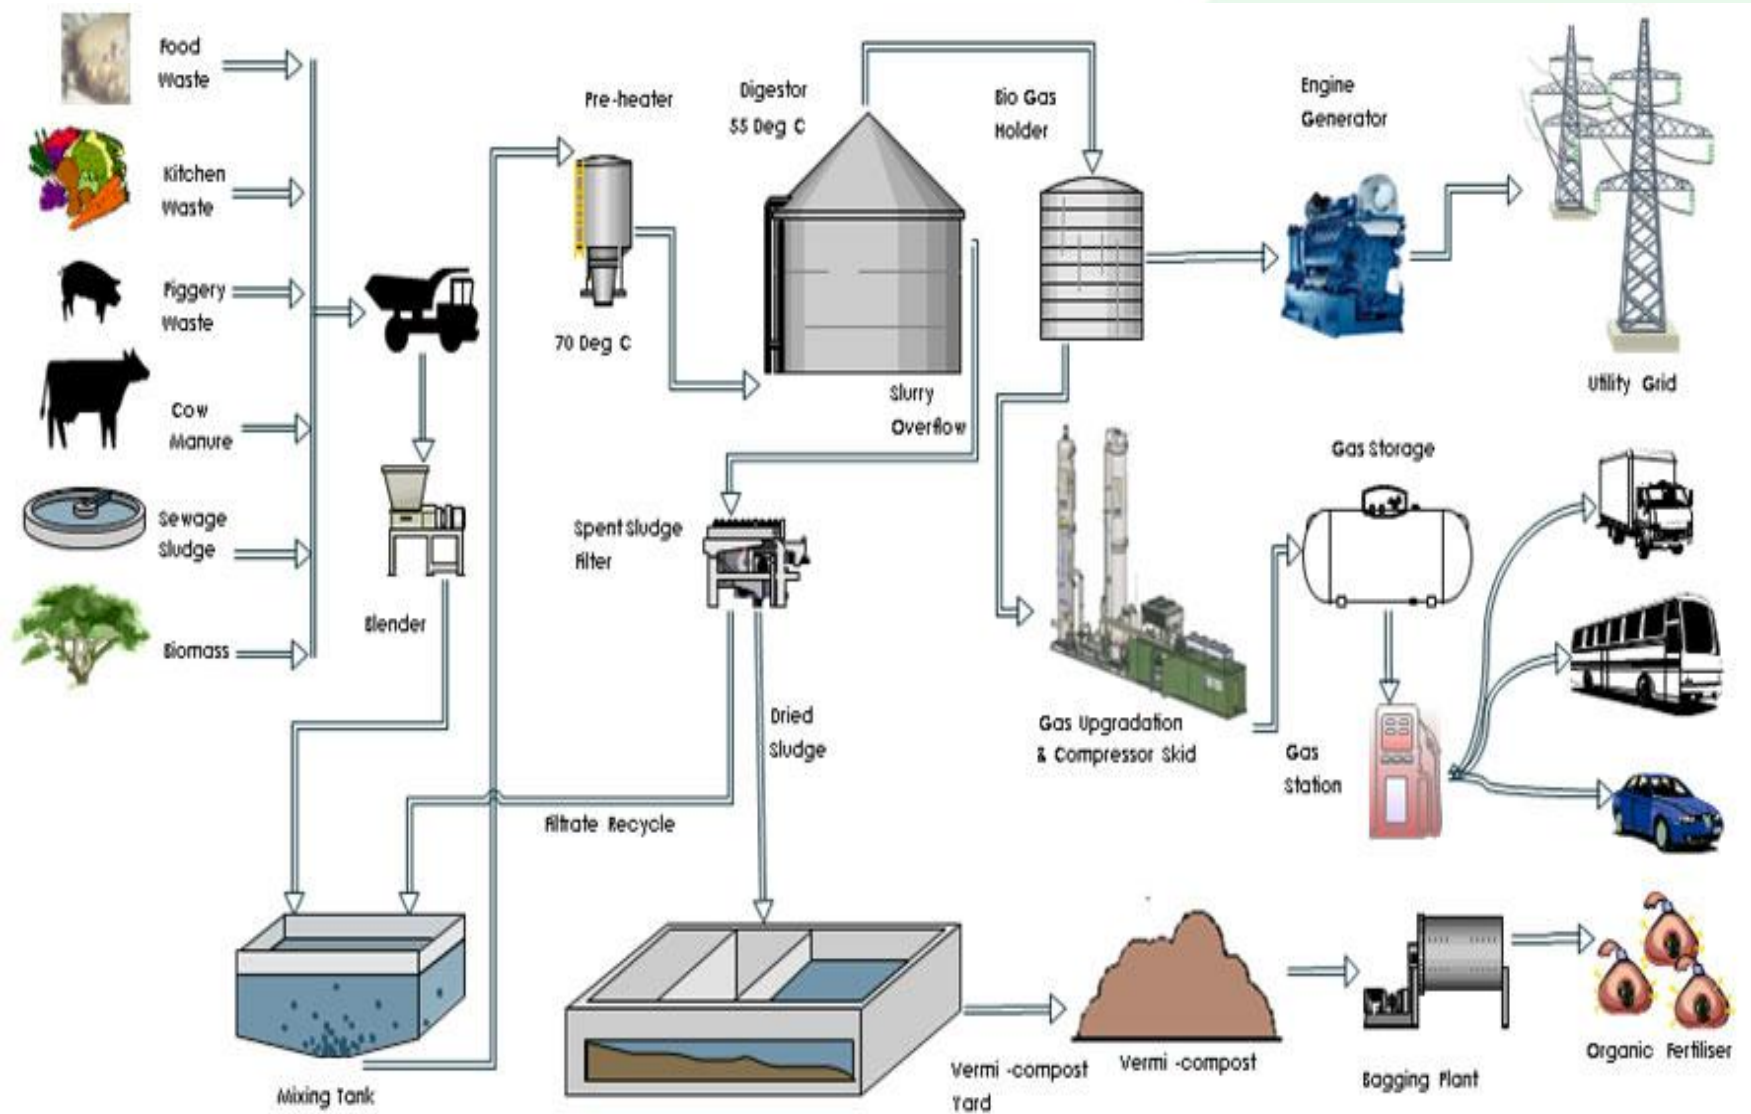 Food
Waste
Kitchen
Waste
Piggery
Waste
Cow
Manure
Sewage
Sludge
Biomass
Blender
Mixing Tank
Pre-heater
70 Deg C
Digestor
55 Deg C
Slurry
Overflow
Spent Sludge
Filter
Dried
Sludge
Filtrate Recycle
Bio Gas
Holder
Engine
Generator
Utility Grid
Gas Upgradation
& Compressor Skid
Gas Storage
Gas
Station
Vermi -compost
Yard
Vermi -compost
Bagging Plant
Organic Fertiliser